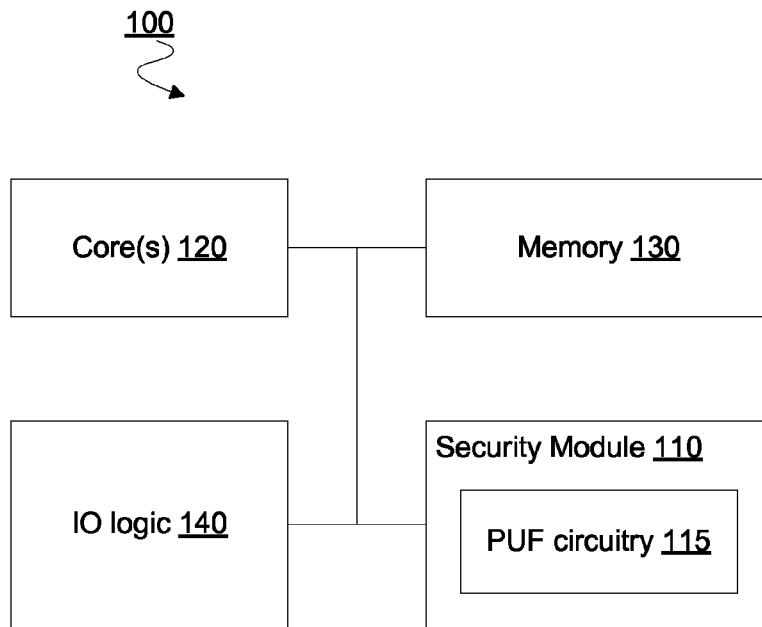 100
Core(s) 120
Memory 130
IO logic 140
Security Module 110
PUF circuitry 115